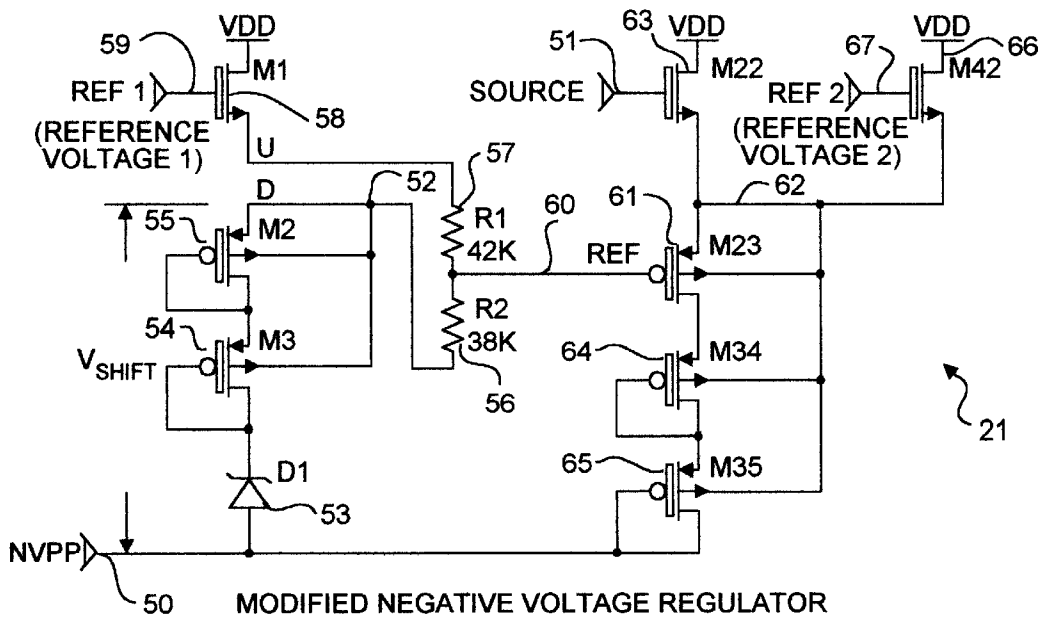 VDD
59
M1
REF 1
58
(REFERENCE
VOLTAGE 1)
U
63
VDD
51
M22
SOURCE
VDD
67
66
M42
REF 2
(REFERENCE
VOLTAGE 2)
D
52
57
R1
42K
60
61
62
REF
M23
55
M2
R2
38K
56
54
M3
VSHIFT
64
M34
65
M35
21
D1
53
NVPP
50
MODIFIED NEGATIVE VOLTAGE REGULATOR